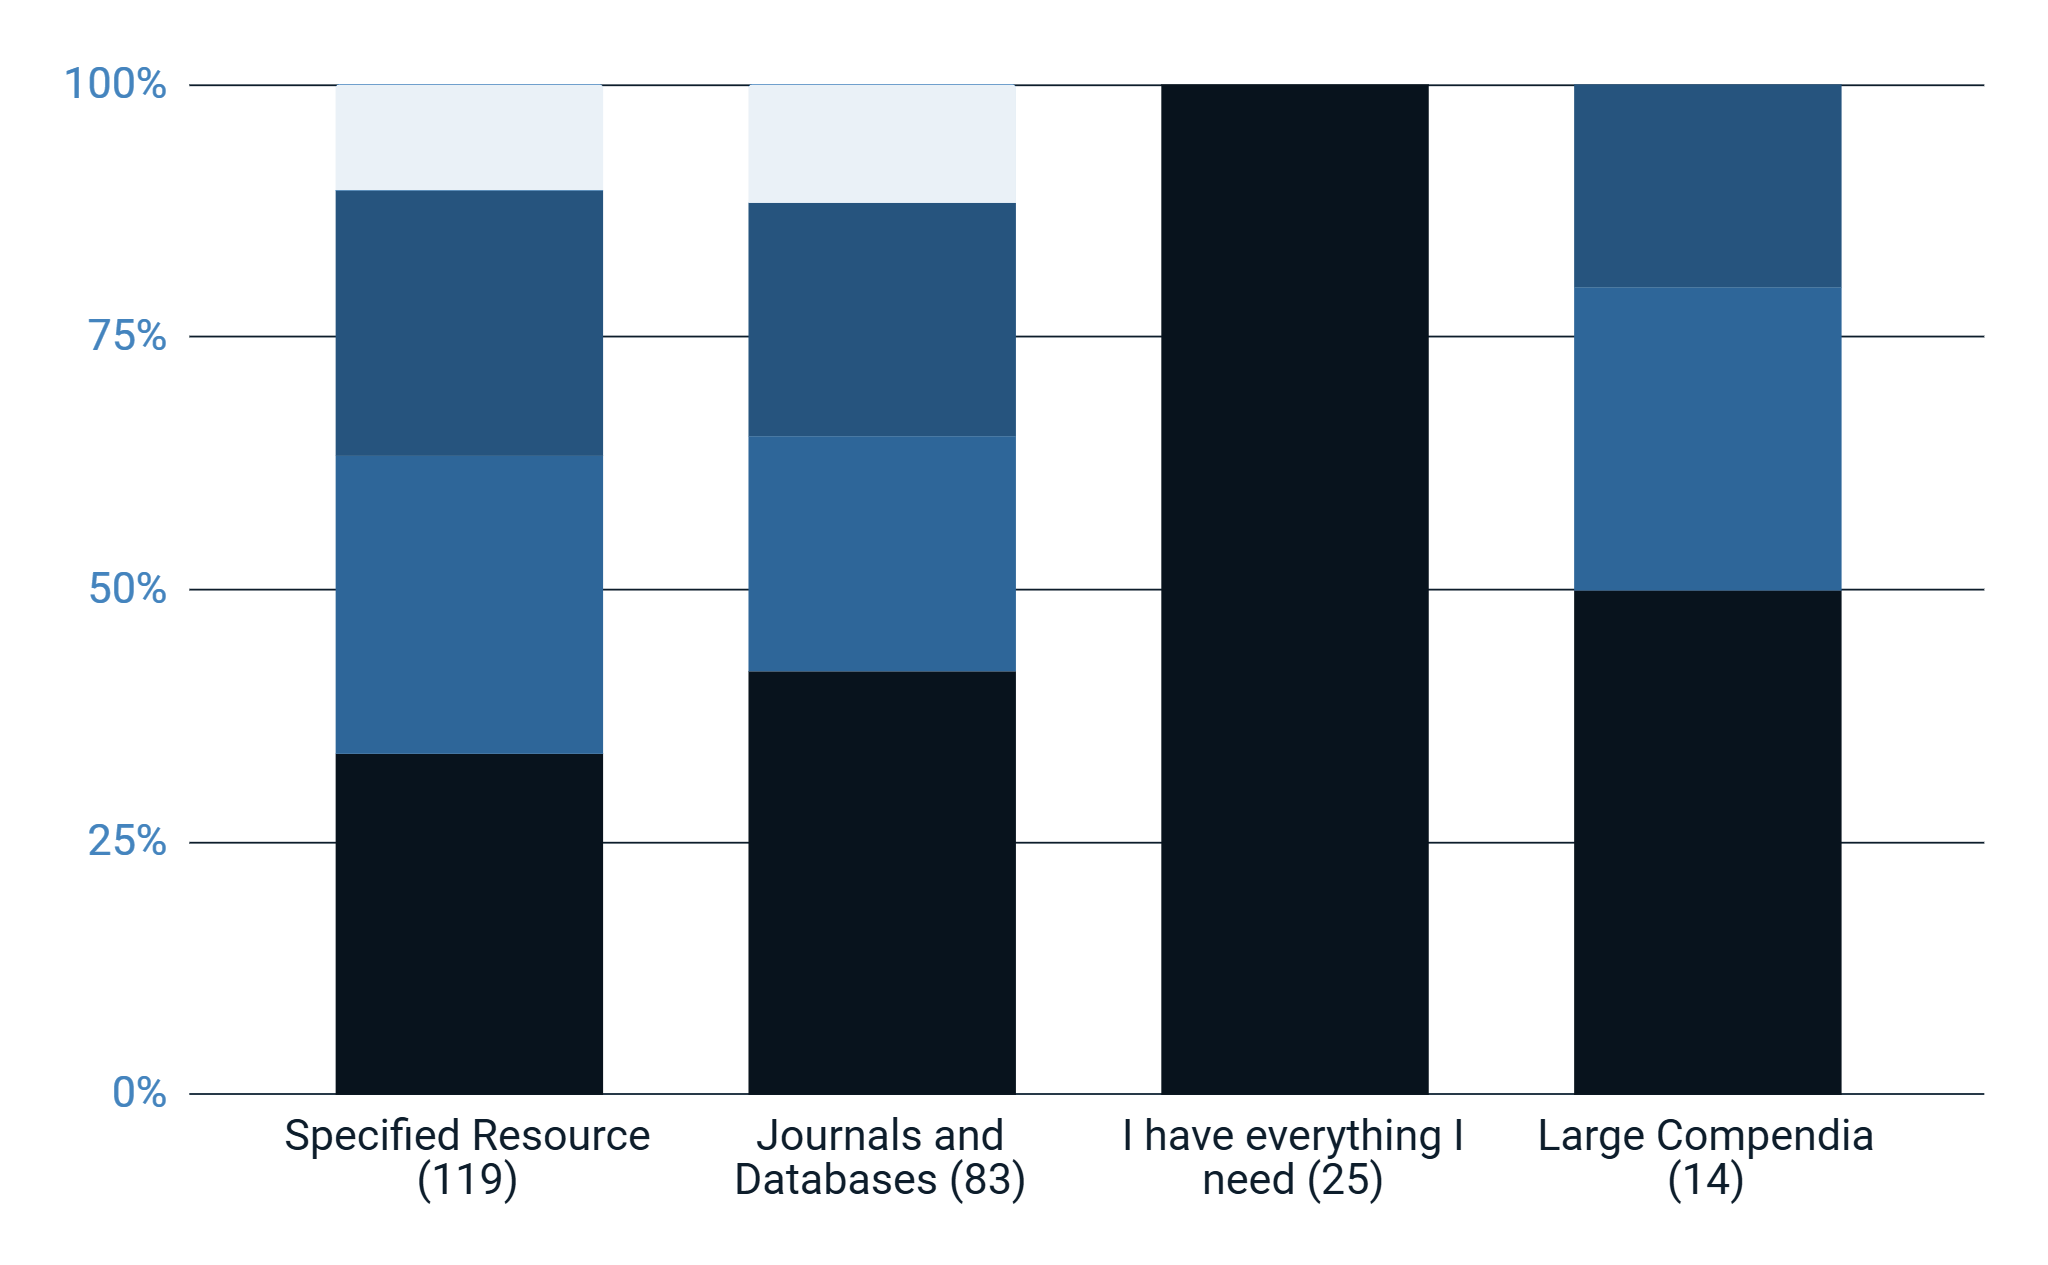 100%
75%
50%
25%
0%
Specified Resource
(119)
Journals and
Databases (83)
I have everything I
need (25)
Large Compendia
(14)